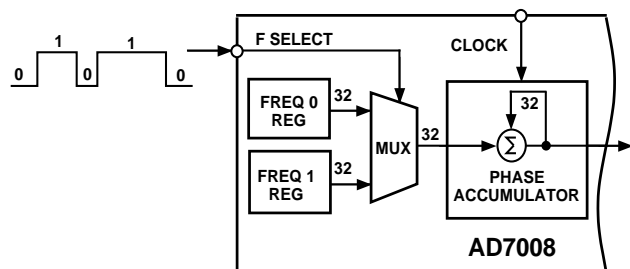 0
1
0
1
0
F SELECT
CLOCK
FREQ 0
REG
32
FREQ 1
REG
32
MUX
32
32
Σ
PHASE
ACCUMULATOR
AD7008